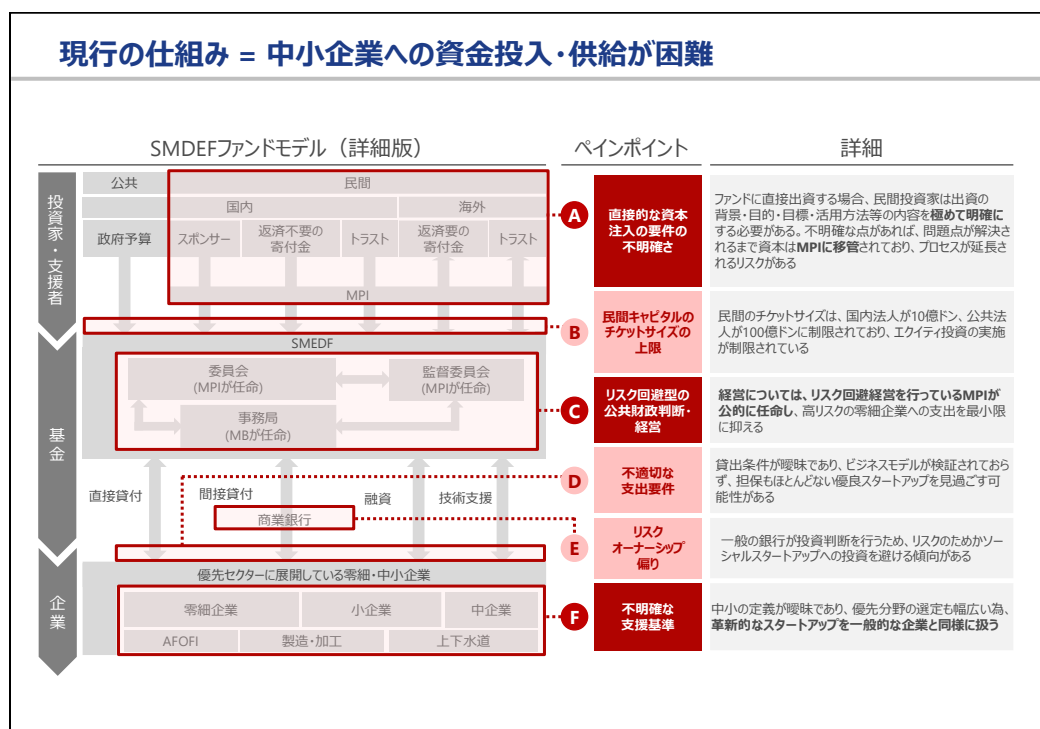 現行の仕組み = 中小企業への資金投入・供給が困難
SMDEFファンドモデル（詳細版）
ペインポイント
詳細
投資家・支援者
公共
民間
国内
海外
政府予算
スポンサー
返済不要の
寄付金
トラスト
返済要の
寄付金
トラスト
MPI
A
直接的な資本
注入の要件の
不明確さ
ファンドに直接出資する場合、民間投資家は出資の
背景・目的・目標・活用方法等の内容を極めて明確に
する必要がある。不明確な点があれば、問題点が解決さ
れるまで資本はMPIに移管されており、プロセスが延長さ
れるリスクがある
B
民間キャピタルの
チケットサイズの
上限
民間のチケットサイズは、国内法人が10億ドン、公共法
人が100億ドンに制限されており、エクイティ投資の実施
が制限されている
基金
SMEDF
委員会
(MPIが任命)
監督委員会
(MPIが任命)
事務局
(MBが任命)
C
リスク回避型の
公共財政判断・
経営
経営については、リスク回避経営を行っているMPIが
公的に任命し、高リスクの零細企業への支出を最小限
に抑える
直接貸付
間接貸付
融資
技術支援
商業銀行
D
不適切な
支出要件
貸出条件が曖昧であり、ビジネスモデルが検証されておら
ず、担保もほとんどない優良スタートアップを見過ごす可
能性がある
E
リスク
オーナーシップ
偏り
一般の銀行が投資判断を行うため、リスクのためかソー
シャルスタートアップへの投資を避ける傾向がある
企業
優先セクターに展開している零細・中小企業
零細企業
小企業
中企業
AFOFI
製造・加工
上下水道
F
不明確な
支援基準
中小の定義が曖昧であり、優先分野の選定も幅広い為、
革新的なスタートアップを一般的な企業と同様に扱う